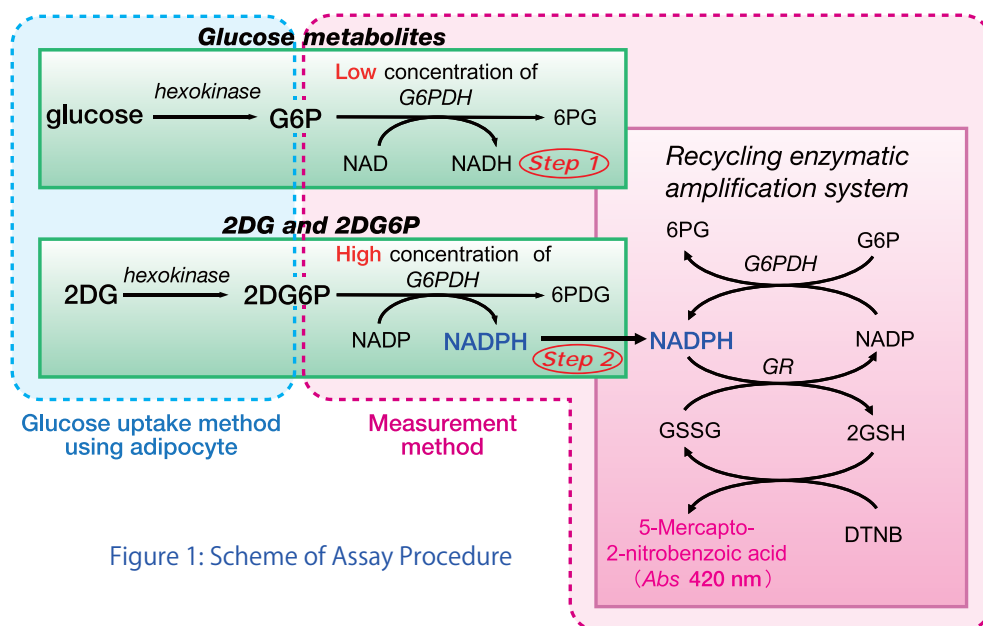 Glucose metabolites
glucose
hexokinase
G6P
Low concentration of
G6PDH
6PG
NAD
NADH
Step 1
2DG and 2DG6P
2DG
hexokinase
2DG6P
High concentration of
G6PDH
6PDG
NADP
NADPH
Step 2
Glucose uptake method
using adipocyte
Measurement
method
Recycling enzymatic
amplification system
6PG
G6P
G6PDH
NADPH
NADP
GR
GSSG
2GSH
5-Mercapto-
2-nitrobenzoic acid
（Abs 420 nm）
DTNB
Figure 1: Scheme of Assay Procedure